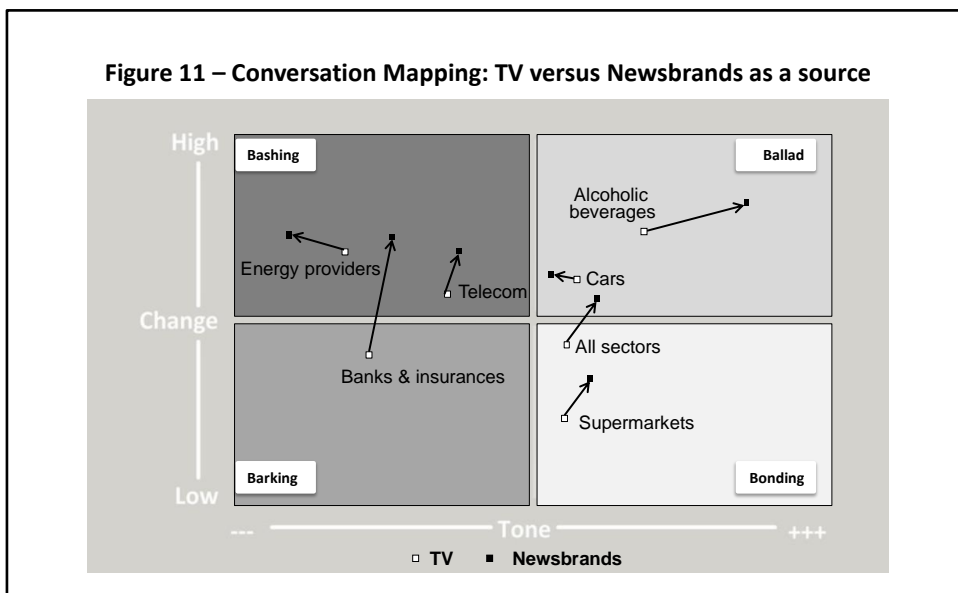 Figure 11 – Conversation Mapping: TV versus Newsbrands as a source
High
Bashing
Ballad
Alcoholic
beverages
Energy providers
Cars
Telecom
Change
All sectors
Banks & insurances
Supermarkets
Barking
Bonding
Low
--- Tone +++
TV Newsbrands